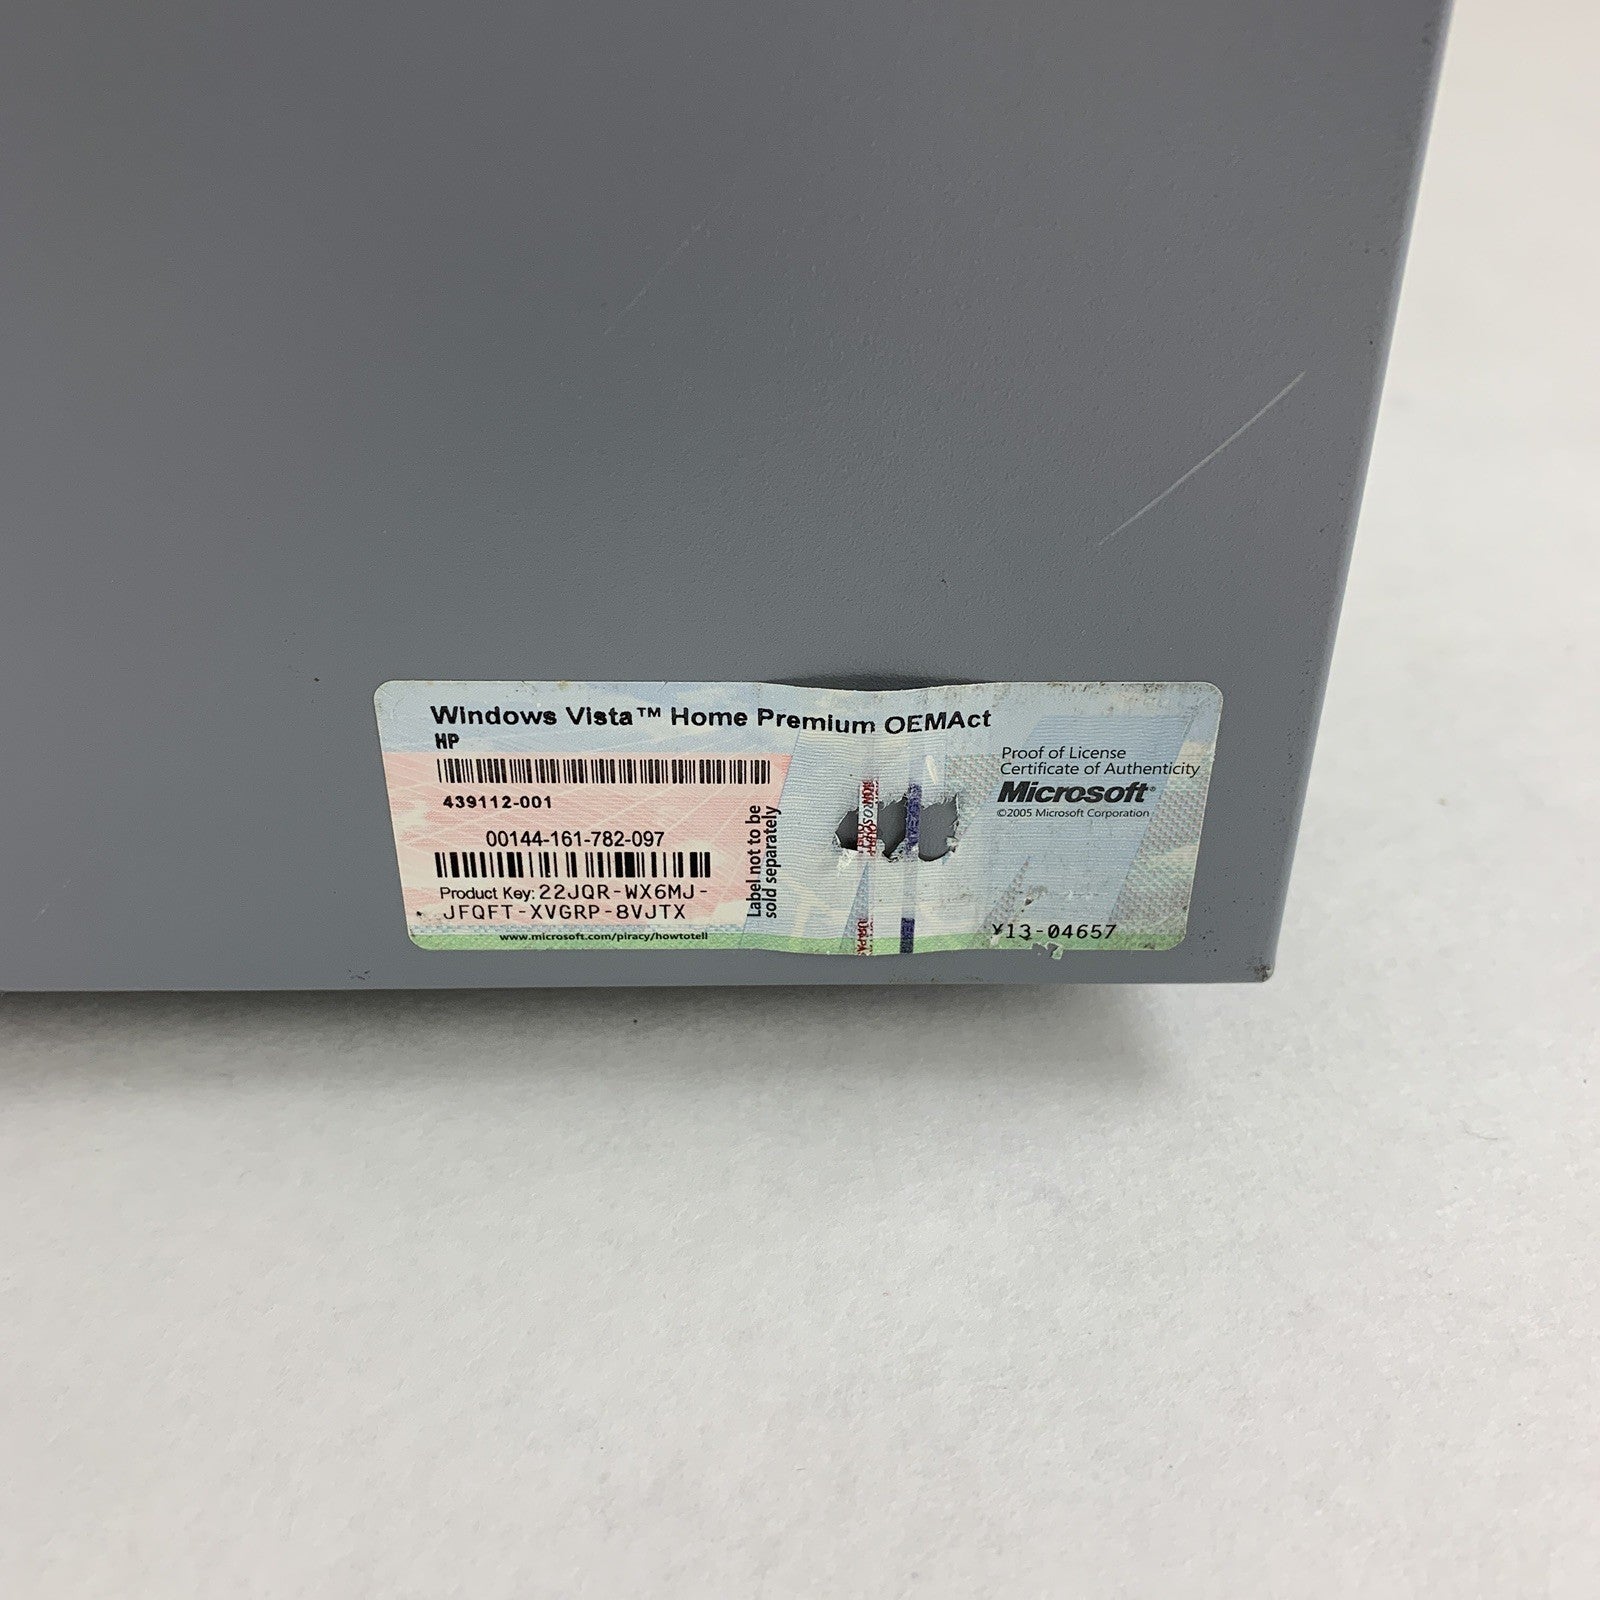 Windows Vista™ Home Premium OEMAct
HP
439112-001
00144-161-782-097
Product Key: 22JQR-WX6MJ-
JFQFT-XVGRP-8VJTX
www.microsoft.com/piracy/howtotell
Label not to be
sold separately
Proof of License
Certificate of Authenticity
Microsoft®
©2005 Microsoft Corporation
X13-04657